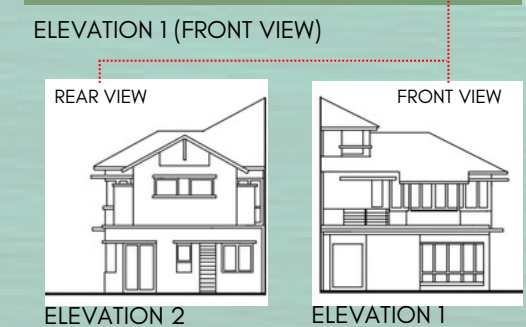 ELEVATION 1 (FRONT VIEW)
REAR VIEW
FRONT VIEW
ELEVATION 2
ELEVATION 1